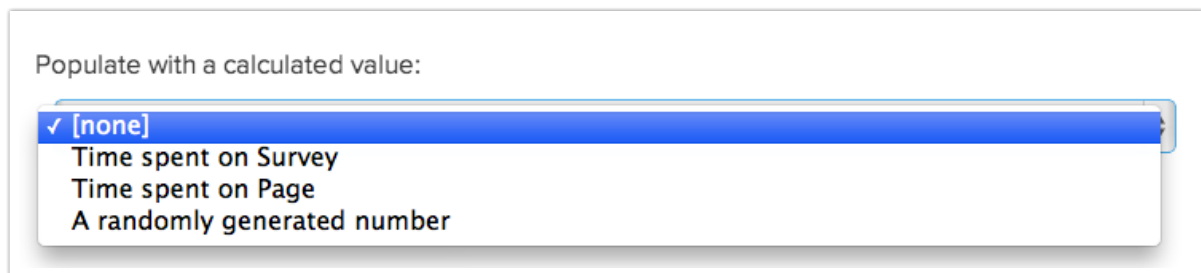 Populate with a calculated value:
✓ [none]
Time spent on Survey
Time spent on Page
A randomly generated number